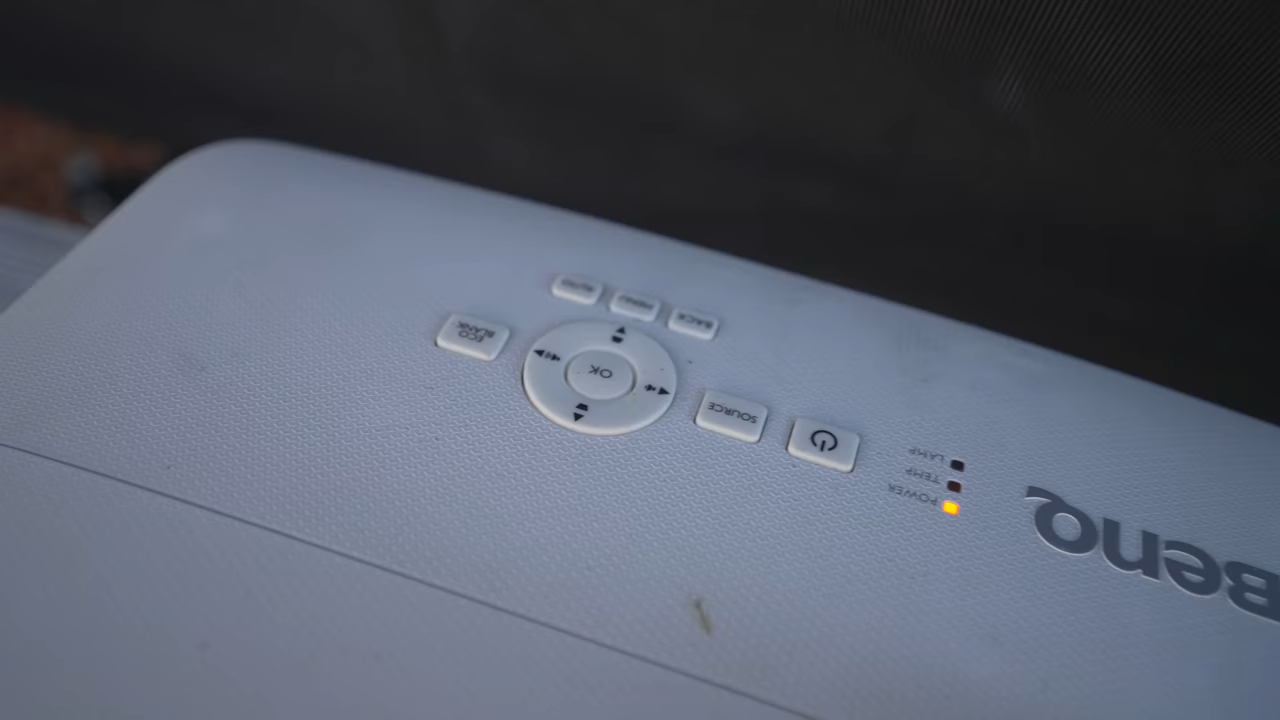 BenQ
POWER
TEMP
LAMP
SOURCE
OK
ECO
BLANK
BACK
MENU
AUTO